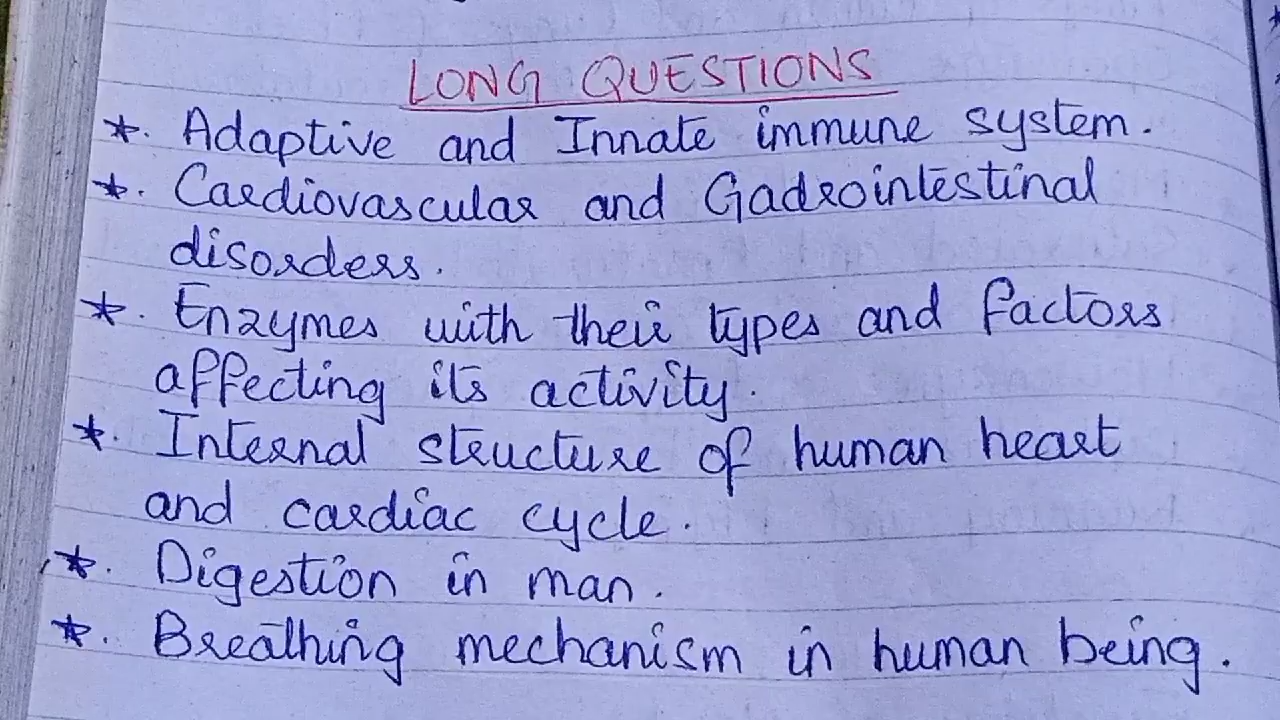 LONG QUESTIONS
*. Adaptive and Innate immune system.
*. Cardiovascular and Gadrointestinal
disorders.
*. Enzymes with their types and factors
affecting its activity.
*. Internal structure of human heart
and cardiac cycle.
*. Digestion in man.
*. Breathing mechanism in human being.